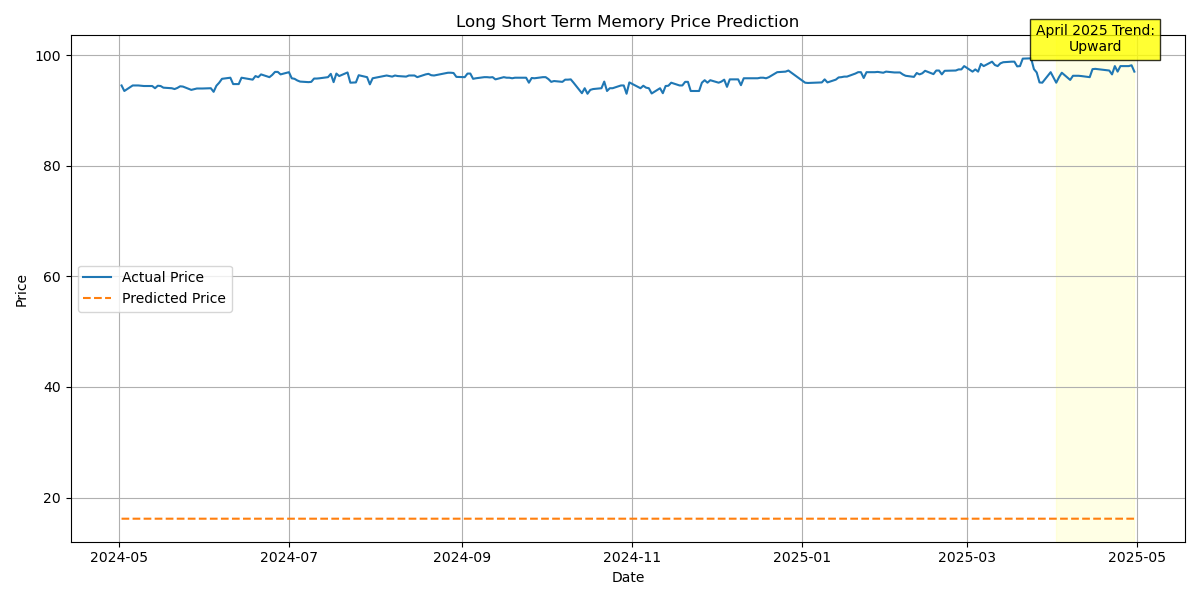 Long Short Term Memory Price Prediction
April 2025 Trend:
Upward
100
80
60
40
20
Price
Actual Price
Predicted Price
2024-05
2024-07
2024-09
2024-11
2025-01
2025-03
2025-05
Date